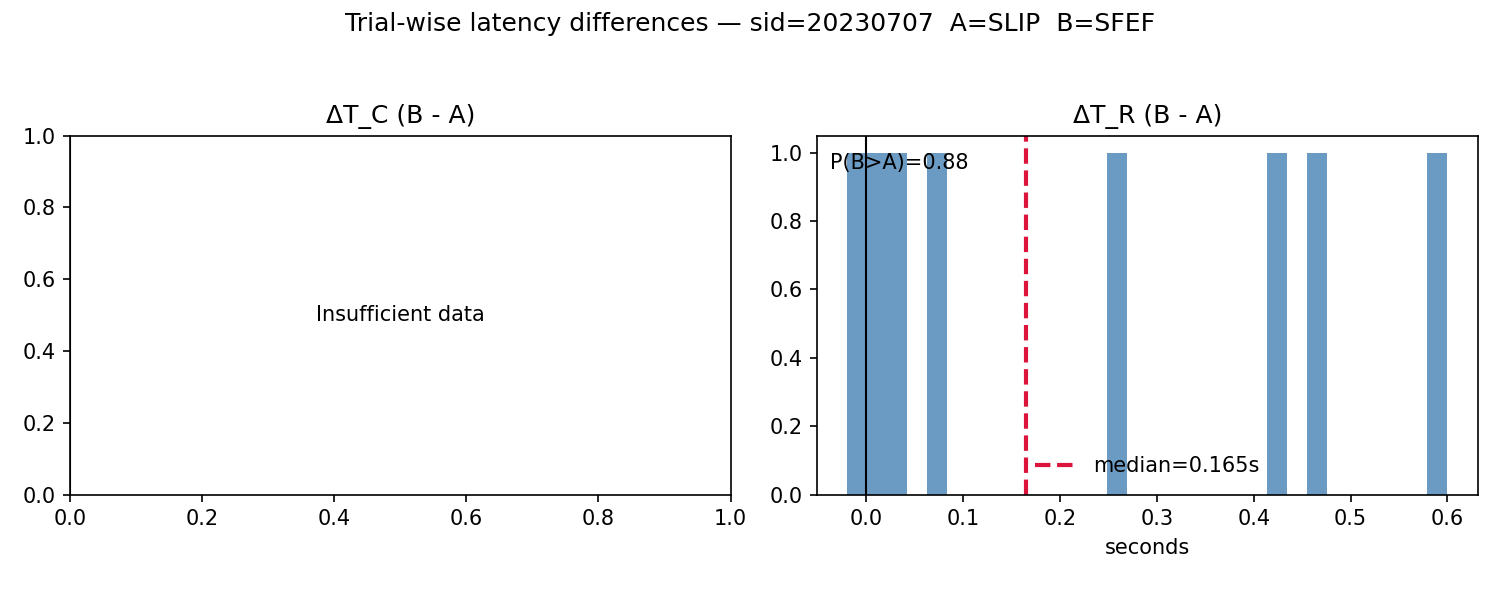 Trial-wise latency differences — sid=20230707  A=SLIP  B=SFEF
ΔT_C (B - A)
1.0
0.8
0.6
0.4
0.2
0.0
Insufficient data
0.0 0.2 0.4 0.6 0.8 1.0
ΔT_R (B - A)
1.0
0.8
0.6
0.4
0.2
0.0
P(B>A)=0.88
median=0.165s
0.0 0.1 0.2 0.3 0.4 0.5 0.6
seconds